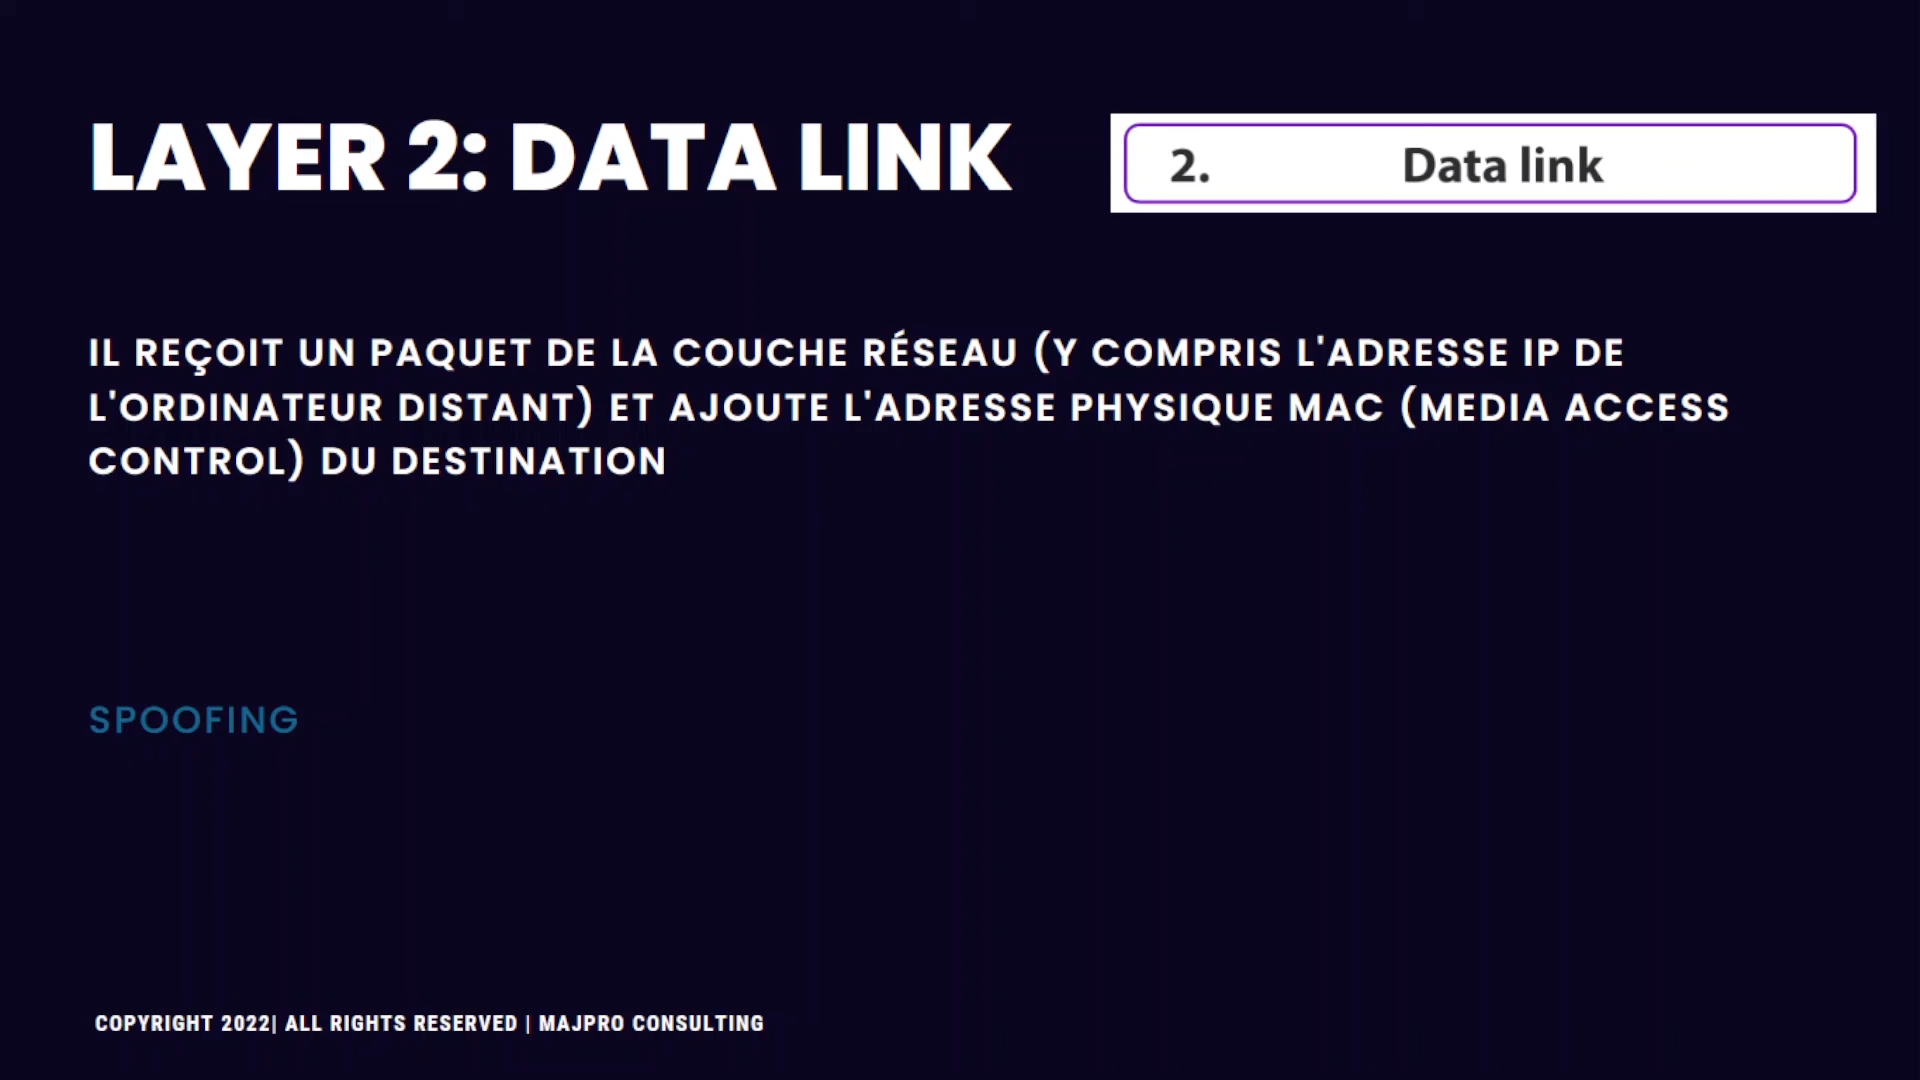 LAYER 2: DATA LINK
2. Data link
IL REÇOIT UN PAQUET DE LA COUCHE RÉSEAU (Y COMPRIS L'ADRESSE IP DE
L'ORDINATEUR DISTANT) ET AJOUTE L'ADRESSE PHYSIQUE MAC (MEDIA ACCESS
CONTROL) DU DESTINATION
SPOOFING
COPYRIGHT 2022| ALL RIGHTS RESERVED | MAJPRO CONSULTING